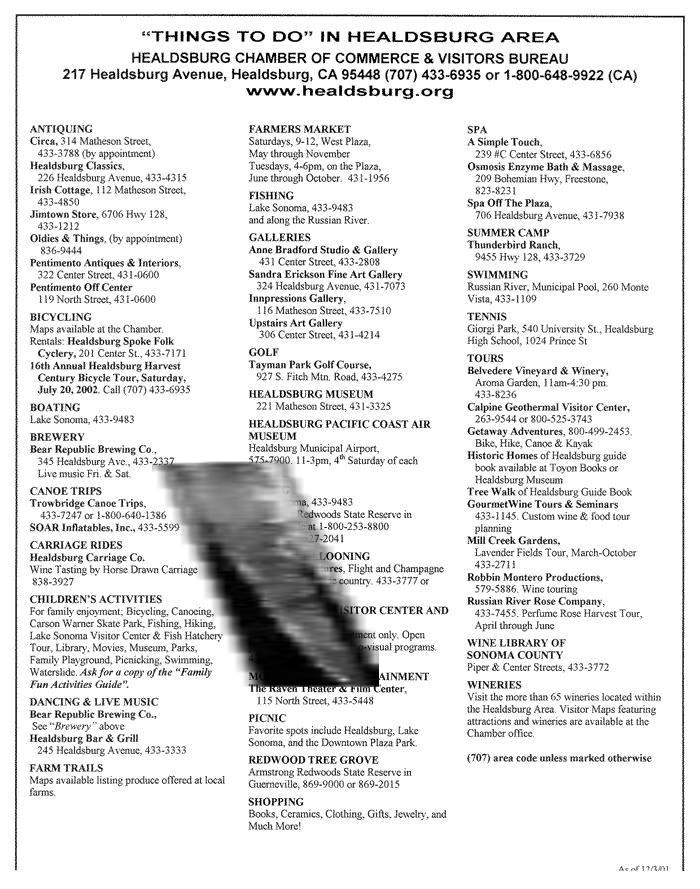 "THINGS TO DO" IN HEALDSBURG AREA
HEALDSBURG CHAMBER OF COMMERCE & VISITORS BUREAU
217 Healdsburg Avenue, Healdsburg, CA 95448 (707) 433-6935 or 1-800-648-9922 (CA)
www.healdsburg.org
ANTIQUING
Circa, 314 Matheson Street,
433-3788 (by appointment)
Healdsburg Classics,
226 Healdsburg Avenue, 433-4315
Irish Cottage, 112 Matheson Street,
433-4850
Jimtown Store, 6706 Hwy 128,
433-1212
Oldies & Things, (by appointment)
836-9444
Pentimento Antiques & Interiors,
322 Center Street, 431-0600
Pentimento Off Center
119 North Street, 431-0600
BICYCLING
Maps available at the Chamber.
Rentals: Healdsburg Spoke Folk
Cyclery, 201 Center St., 433-7171
16th Annual Healdsburg Harvest
Century Bicycle Tour, Saturday,
July 20, 2002. Call (707) 433-6935
BOATING
Lake Sonoma, 433-9483
BREWERY
Bear Republic Brewing Co.,
345 Healdsburg Ave., 433-2337
Live music Fri. & Sat.
CANOE TRIPS
Trowbridge Canoe Trips,
433-7247 or 1-800-640-1386
SOAR Inflatables, Inc., 433-5599
CARRIAGE RIDES
Healdsburg Carriage Co.
Wine Tasting by Horse Drawn Carriage
838-3927
CHILDREN'S ACTIVITIES
For family enjoyment; Bicycling, Canoeing,
Carson Warner Skate Park, Fishing, Hiking,
Lake Sonoma Visitor Center & Fish Hatchery
Tour, Library, Movies, Museum, Parks,
Family Playground, Picnicking, Swimming,
Waterslide. Ask for a copy of the "Family
Fun Activities Guide".
DANCING & LIVE MUSIC
Bear Republic Brewing Co.,
See "Brewery" above
Healdsburg Bar & Grill
245 Healdsburg Avenue, 433-3333
FARM TRAILS
Maps available listing produce offered at local
farms.
FARMERS MARKET
Saturdays, 9-12, West Plaza,
May through November
Tuesdays, 4-6pm, on the Plaza,
June through October. 431-1956
FISHING
Lake Sonoma, 433-9483
and along the Russian River.
GALLERIES
Anne Bradford Studio & Gallery
431 Center Street, 433-2808
Sandra Erickson Fine Art Gallery
324 Healdsburg Avenue, 431-7073
Innpressions Gallery,
116 Matheson Street, 433-7510
Upstairs Art Gallery
306 Center Street, 431-4214
GOLF
Tayman Park Golf Course,
927 S. Fitch Mtn. Road, 433-4275
HEALDSBURG MUSEUM
221 Matheson Street, 431-3325
HEALDSBURG PACIFIC COAST AIR
MUSEUM
Healdsburg Municipal Airport,
575-7900. 11-3pm, 4th Saturday of each
433-9483
Redwoods State Reserve in
at 1-800-253-8800
Flight and Champagne
country. 433-3777 or
CENTER AND
only. Open
programs.
The Raven Theater & Film Center,
115 North Street, 433-5448
PICNIC
Favorite spots include Healdsburg, Lake
Sonoma, and the Downtown Plaza Park.
REDWOOD TREE GROVE
Armstrong Redwoods State Reserve in
Guerneville, 869-9000 or 869-2015
SHOPPING
Books, Ceramics, Clothing, Gifts, Jewelry, and
Much More!
SPA
A Simple Touch,
239 #C Center Street, 433-6856
Osmosis Enzyme Bath & Massage,
209 Bohemian Hwy, Freestone,
823-8231
Spa Off The Plaza,
706 Healdsburg Avenue, 431-7938
SUMMER CAMP
Thunderbird Ranch,
9455 Hwy 128, 433-3729
SWIMMING
Russian River, Municipal Pool, 260 Monte
Vista, 433-1109
TENNIS
Giorgi Park, 540 University St., Healdsburg
High School, 1024 Prince St
TOURS
Belvedere Vineyard & Winery,
Aroma Garden, 11am-4:30 pm.
433-8236
Calpine Geothermal Visitor Center,
263-9544 or 800-525-3743
Getaway Adventures, 800-499-2453.
Bike, Hike, Canoe & Kayak
Historic Homes of Healdsburg guide
book available at Toyon Books or
Healdsburg Museum
Tree Walk of Healdsburg Guide Book
GourmetWine Tours & Seminars
433-1145. Custom wine & food tour
planning
Mill Creek Gardens,
Lavender Fields Tour, March-October
433-2711
Robbin Montero Productions,
579-5886. Wine touring
Russian River Rose Company,
433-7455. Perfume Rose Harvest Tour,
April through June
WINE LIBRARY OF
SONOMA COUNTY
Piper & Center Streets, 433-3772
WINERIES
Visit the more than 65 wineries located within
the Healdsburg Area. Visitor Maps featuring
attractions and wineries are available at the
Chamber office.
(707) area code unless marked otherwise
As of 12/3/01